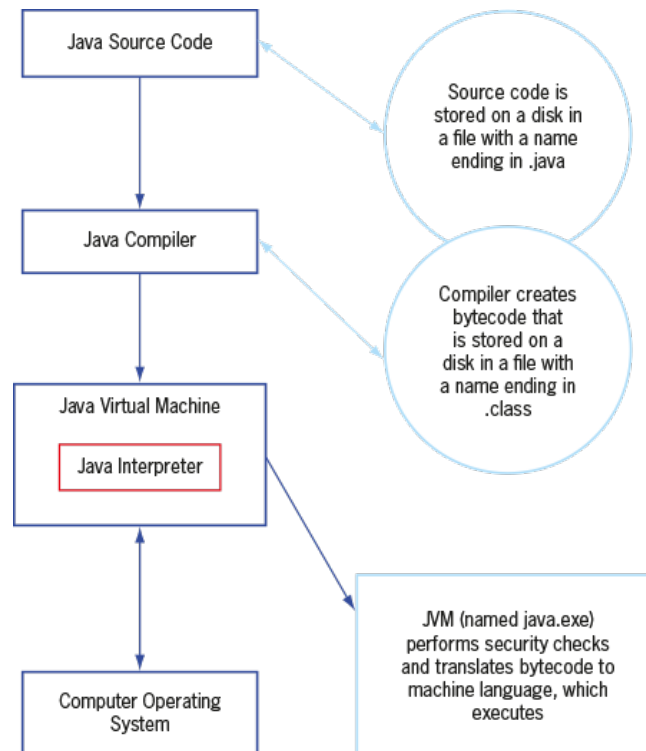 Java Source Code
Source code is
stored on a disk in
a file with a name
ending in .java
Java Compiler
Compiler creates
bytecode that
is stored on a
disk in a file with
a name ending in
.class
Java Virtual Machine
Java Interpreter
JVM (named java.exe)
performs security checks
and translates bytecode to
machine language, which
executes
Computer Operating
System